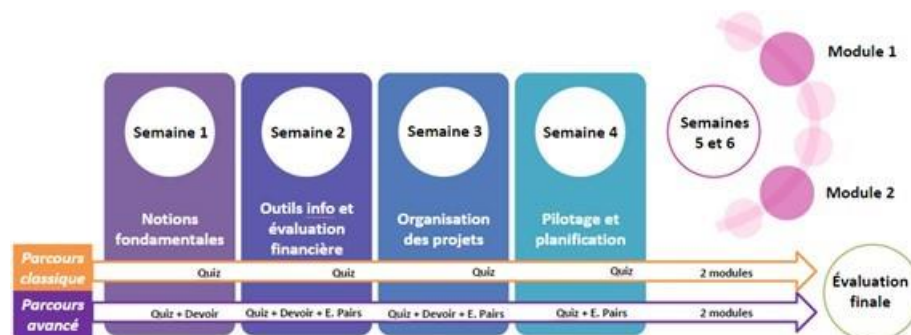 Semaine 1
Semaine 2
Semaine 3
Semaine 4
Semaines
5 et 6
Module 1
Module 2
Notions
fondamentales
Outils info et
évaluation
financière
Organisation
des projets
Pilotage et
planification
Parcours
classique
Quiz
Quiz
Quiz
Quiz
2 modules
Parcours
avancé
Quiz + Devoir
Quiz + Devoir + E. Pairs
Quiz + Devoir + E. Pairs
Quiz + E. Pairs
2 modules
Évaluation
finale